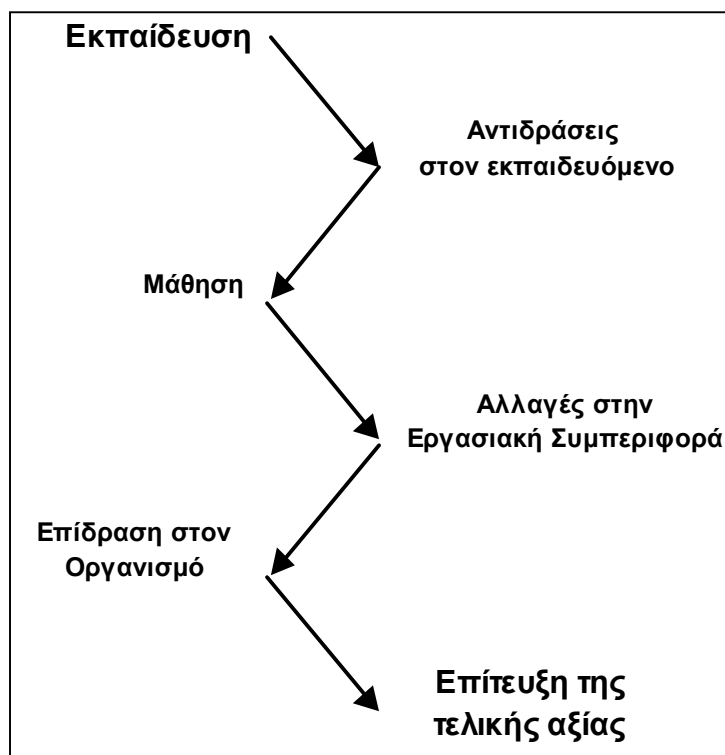 Εκπαίδευση
Αντιδράσεις
στον εκπαιδευόμενο
Μάθηση
Αλλαγές στην
Εργασιακή Συμπεριφορά
Επίδραση στον
Οργανισμό
Επίτευξη της
τελικής αξίας